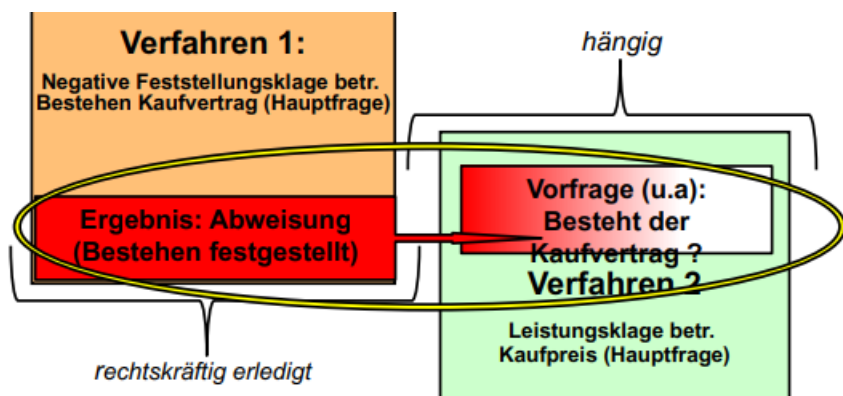 Verfahren 1:
Negative Feststellungsklage betr.
Bestehen Kaufvertrag (Hauptfrage)
Ergebnis: Abweisung
(Bestehen festgestellt)
rechtskräftig erledigt
hängig
Vorfrage (u.a):
Besteht der
Kaufvertrag ?
Verfahren 2
Leistungsklage betr.
Kaufpreis (Hauptfrage)